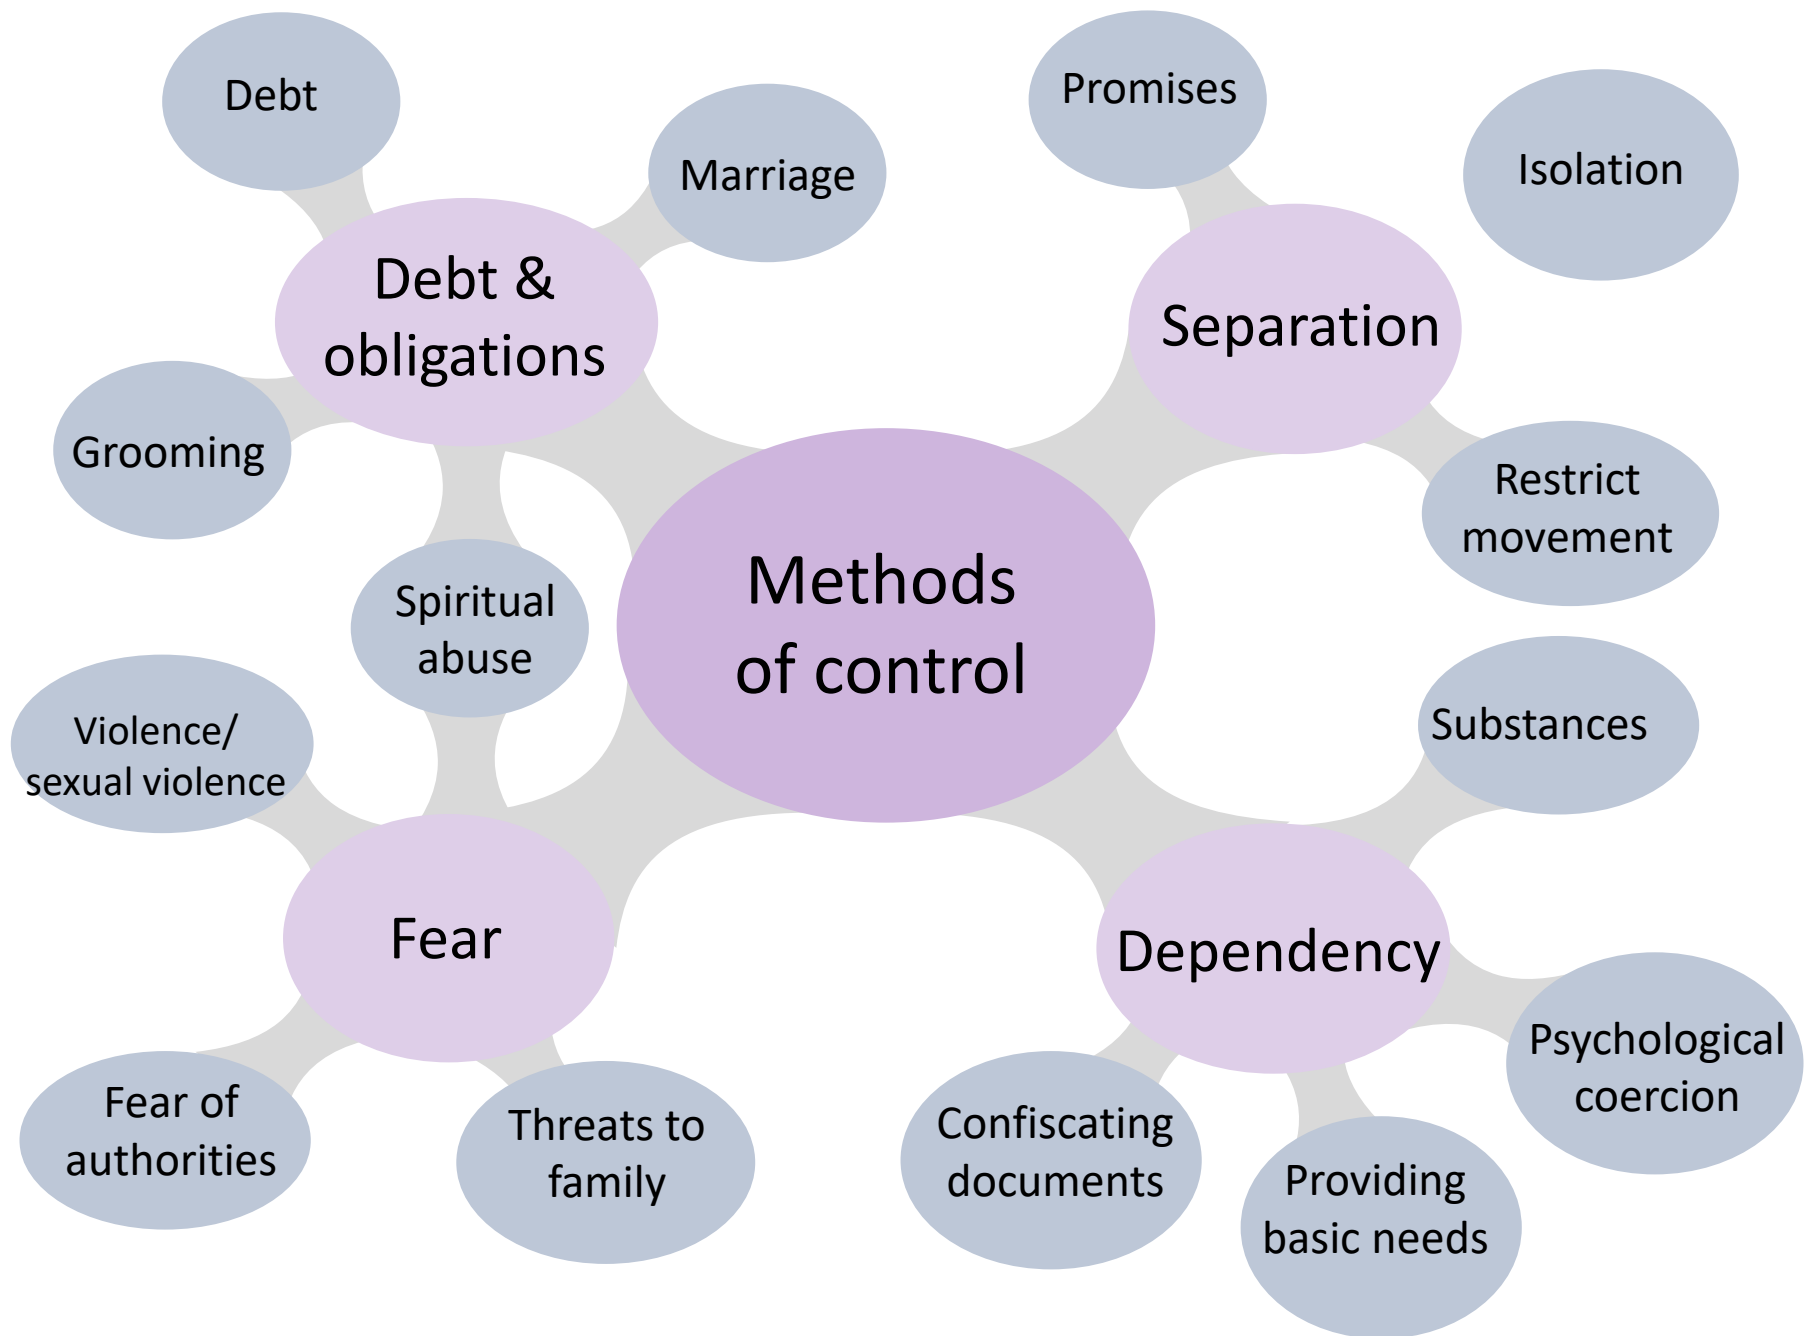 Debt
Marriage
Promises
Isolation
Debt &
obligations
Separation
Grooming
Restrict
movement
Methods
of control
Spiritual
abuse
Violence/
sexual violence
Substances
Fear
Dependency
Fear of
authorities
Threats to
family
Confiscating
documents
Providing
basic needs
Psychological
coercion